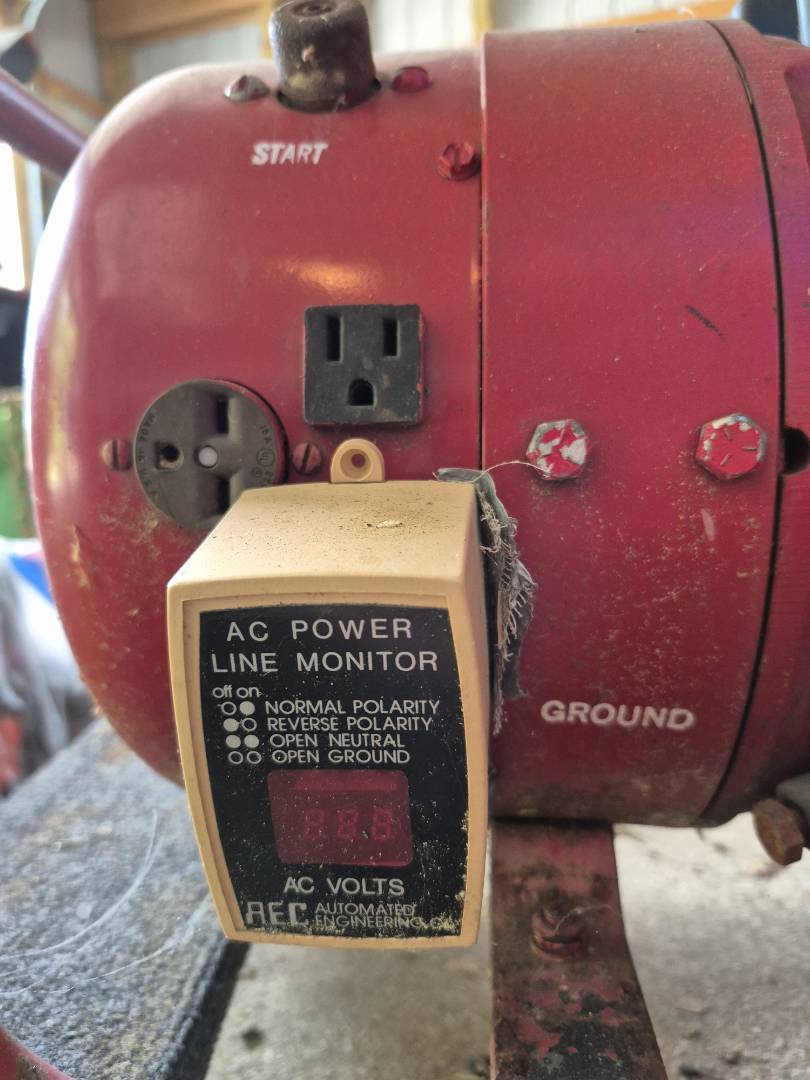 START
AC POWER
LINE MONITOR
off on
NORMAL POLARITY
REVERSE POLARITY
OPEN NEUTRAL
OPEN GROUND
AC VOLTS
AEC AUTOMATED
ENGINEERING
GROUND